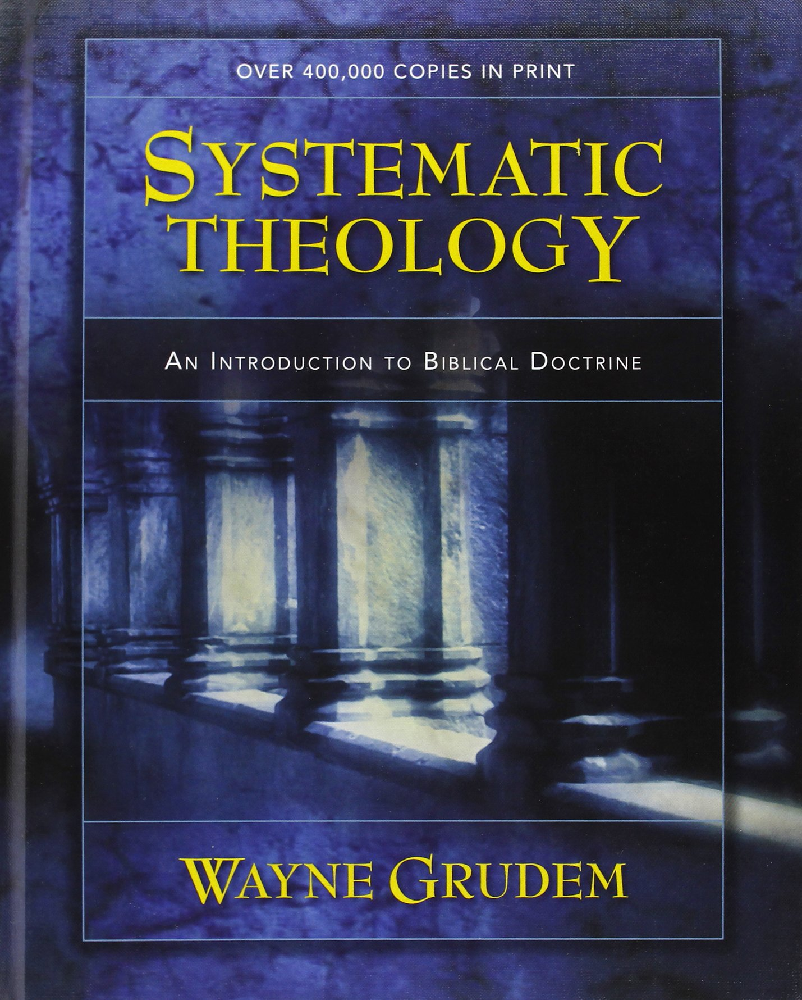 OVER 400,000 COPIES IN PRINT
SYSTEMATIC
THEOLOGY
AN INTRODUCTION TO BIBLICAL DOCTRINE
WAYNE GRUDEM